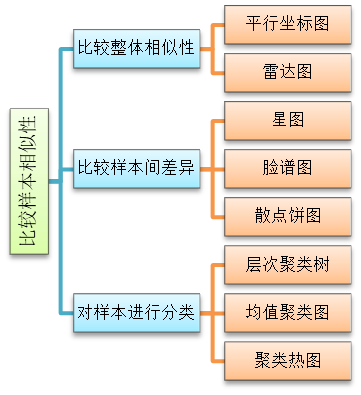 比较样本相似性
比较整体相似性
平行坐标图
雷达图
比较样本间差异
星图
脸谱图
散点饼图
对样本进行分类
层次聚类树
均值聚类图
聚类热图